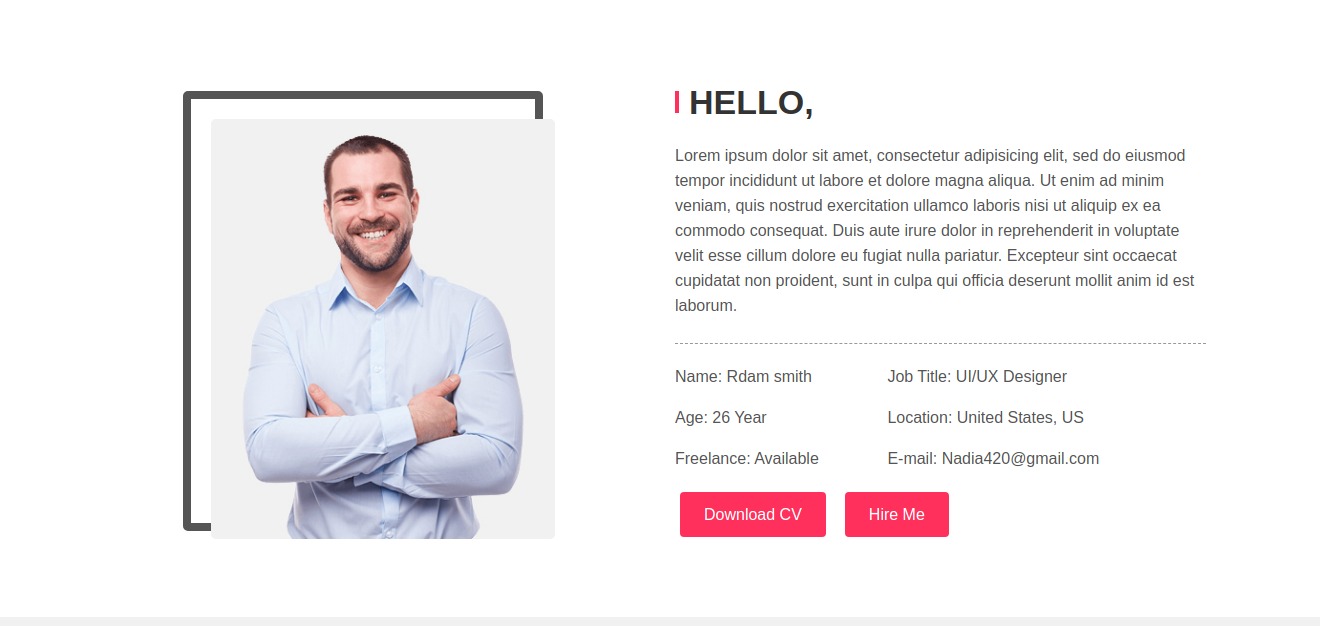 HELLO,
Lorem ipsum dolor sit amet, consectetur adipisicing elit, sed do eiusmod
tempor incididunt ut labore et dolore magna aliqua. Ut enim ad minim
veniam, quis nostrud exercitation ullamco laboris nisi ut aliquip ex ea
commodo consequat. Duis aute irure dolor in reprehenderit in voluptate
velit esse cillum dolore eu fugiat nulla pariatur. Excepteur sint occaecat
cupidatat non proident, sunt in culpa qui officia deserunt mollit anim id est
laborum.
Name: Rdam smith
Job Title: UI/UX Designer
Age: 26 Year
Location: United States, US
Freelance: Available
E-mail: Nadia420@gmail.com
Download CV
Hire Me